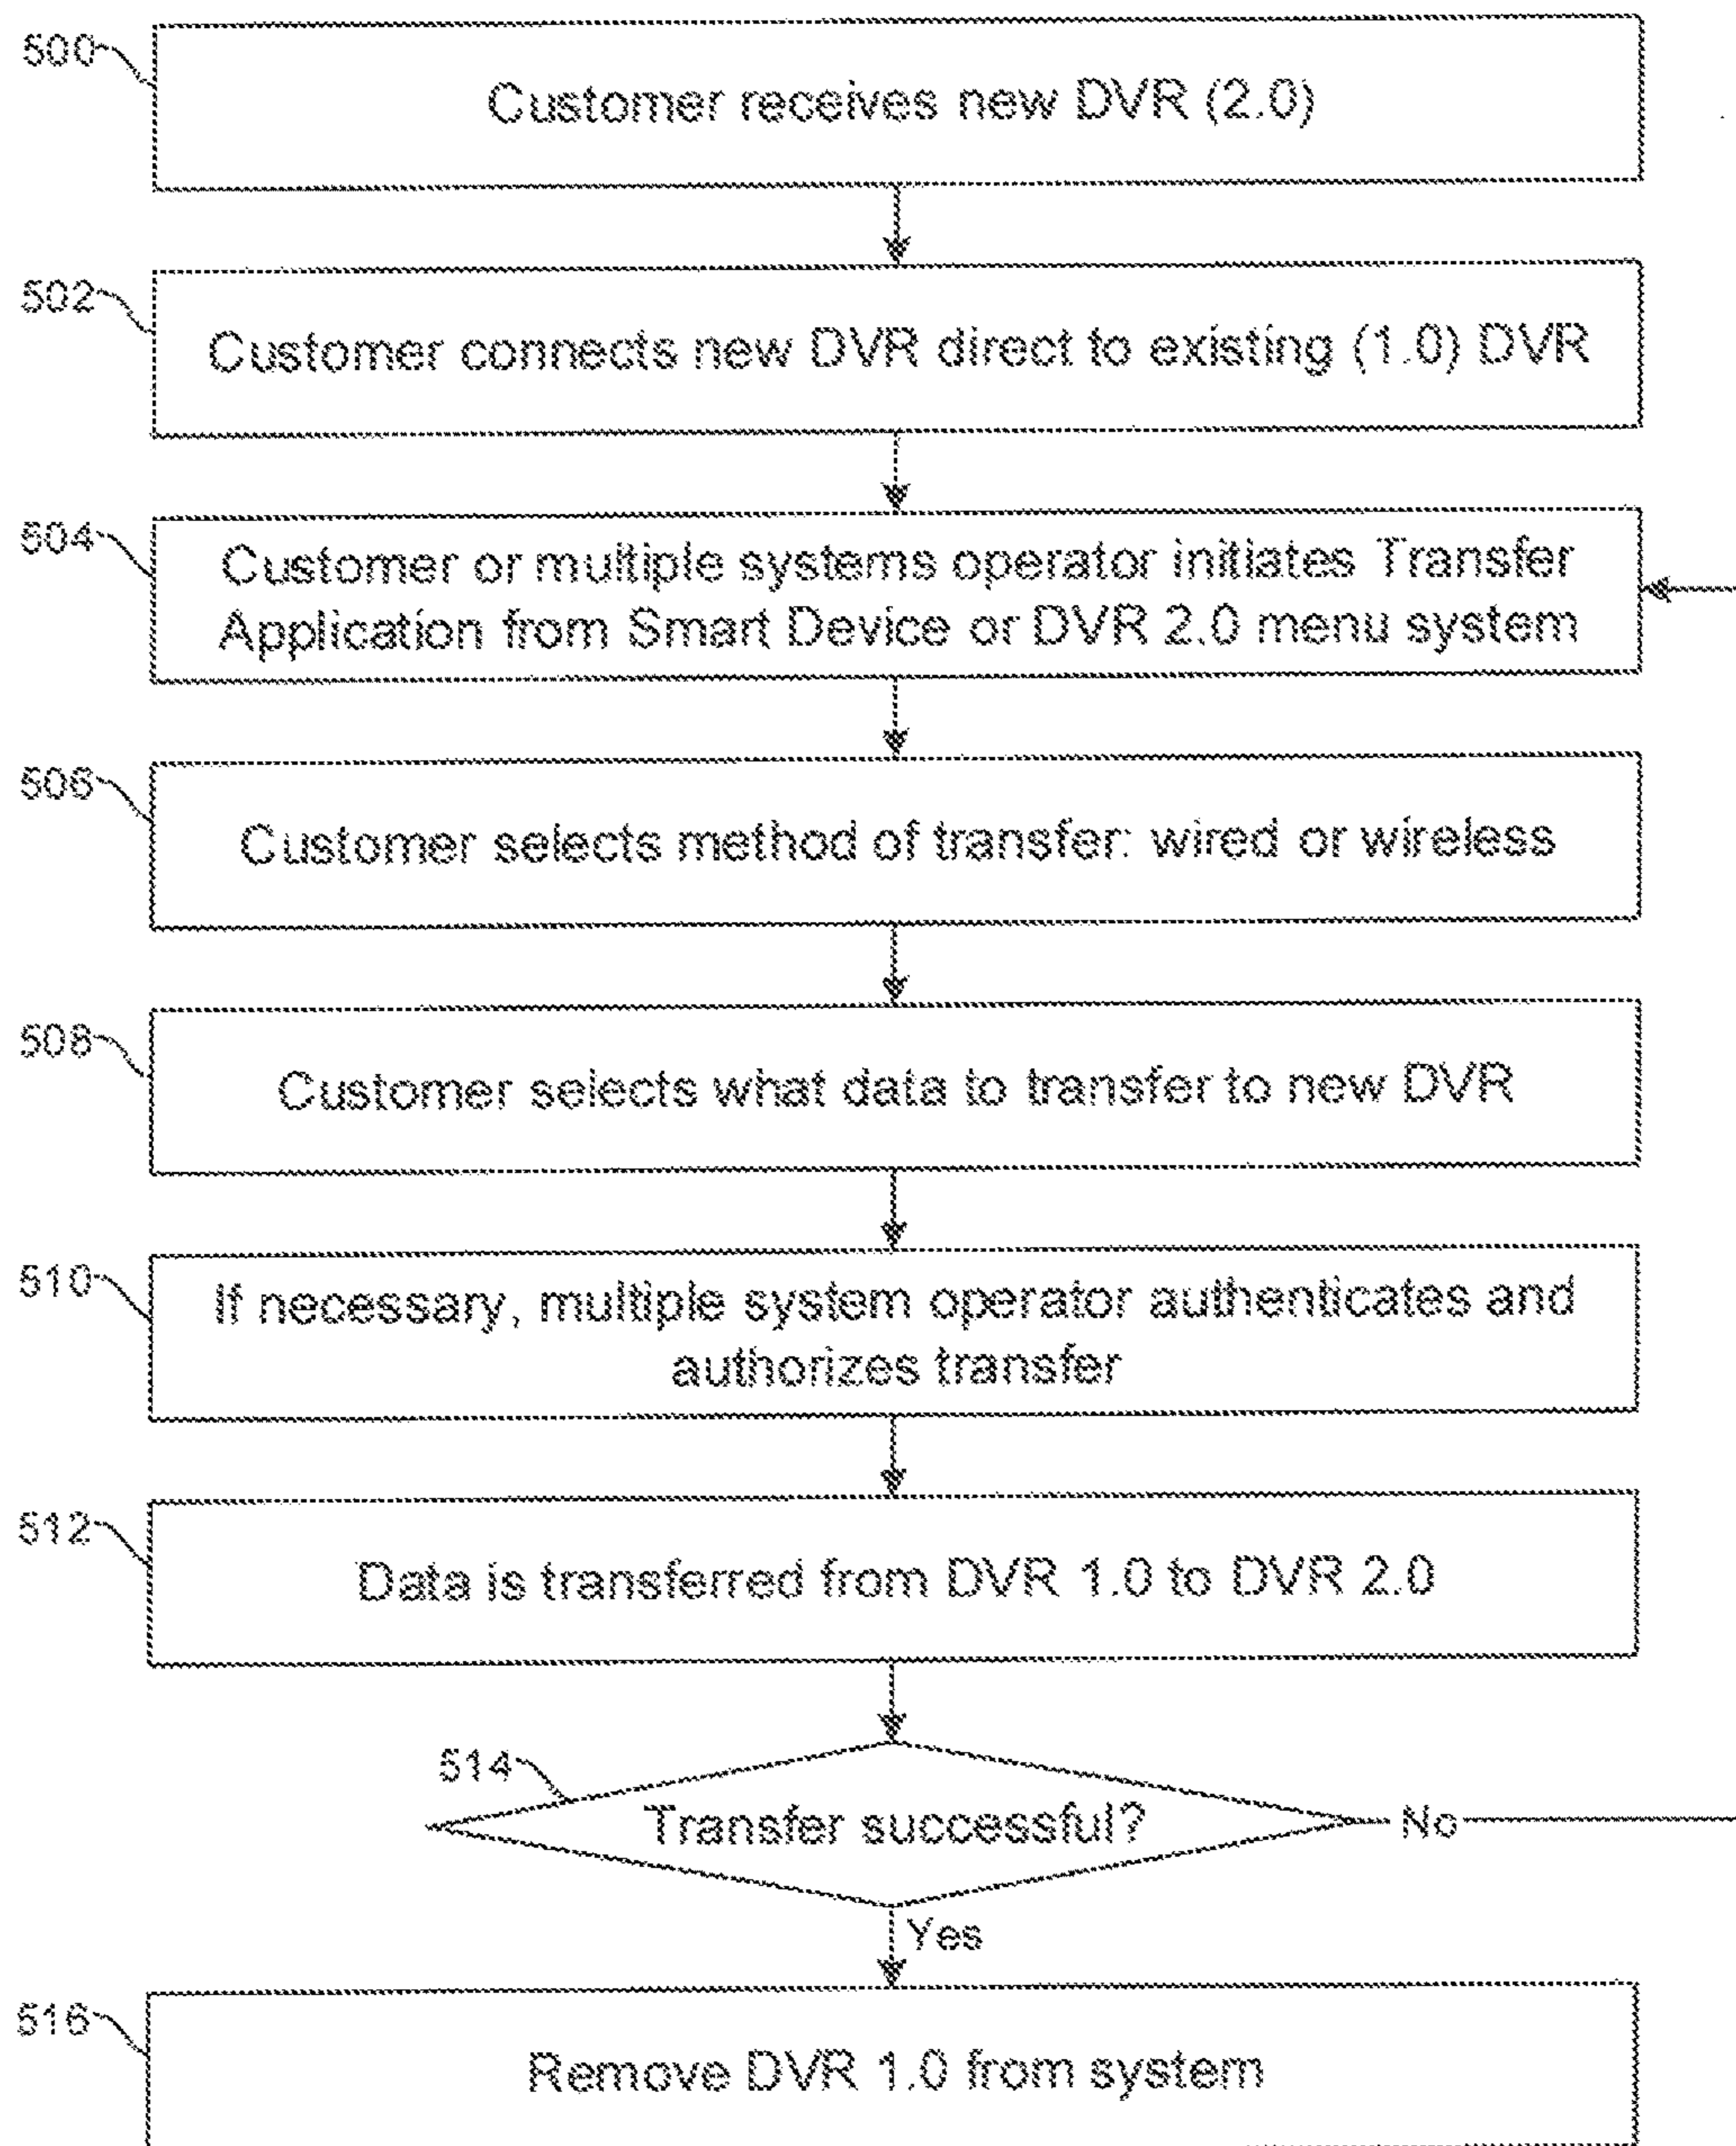 500
Customer receives new DVR (2.0)
502
Customer connects new DVR direct to existing (1.0) DVR
504
Customer or multiple systems operator initiates Transfer
Application from Smart Device or DVR 2.0 menu system
506
Customer selects method of transfer: wired or wireless
508
Customer selects what data to transfer to new DVR
510
If necessary, multiple system operator authenticates and
authorizes transfer
512
Data is transferred from DVR 1.0 to DVR 2.0
514
Transfer successful?
No
Yes
516
Remove DVR 1.0 from system